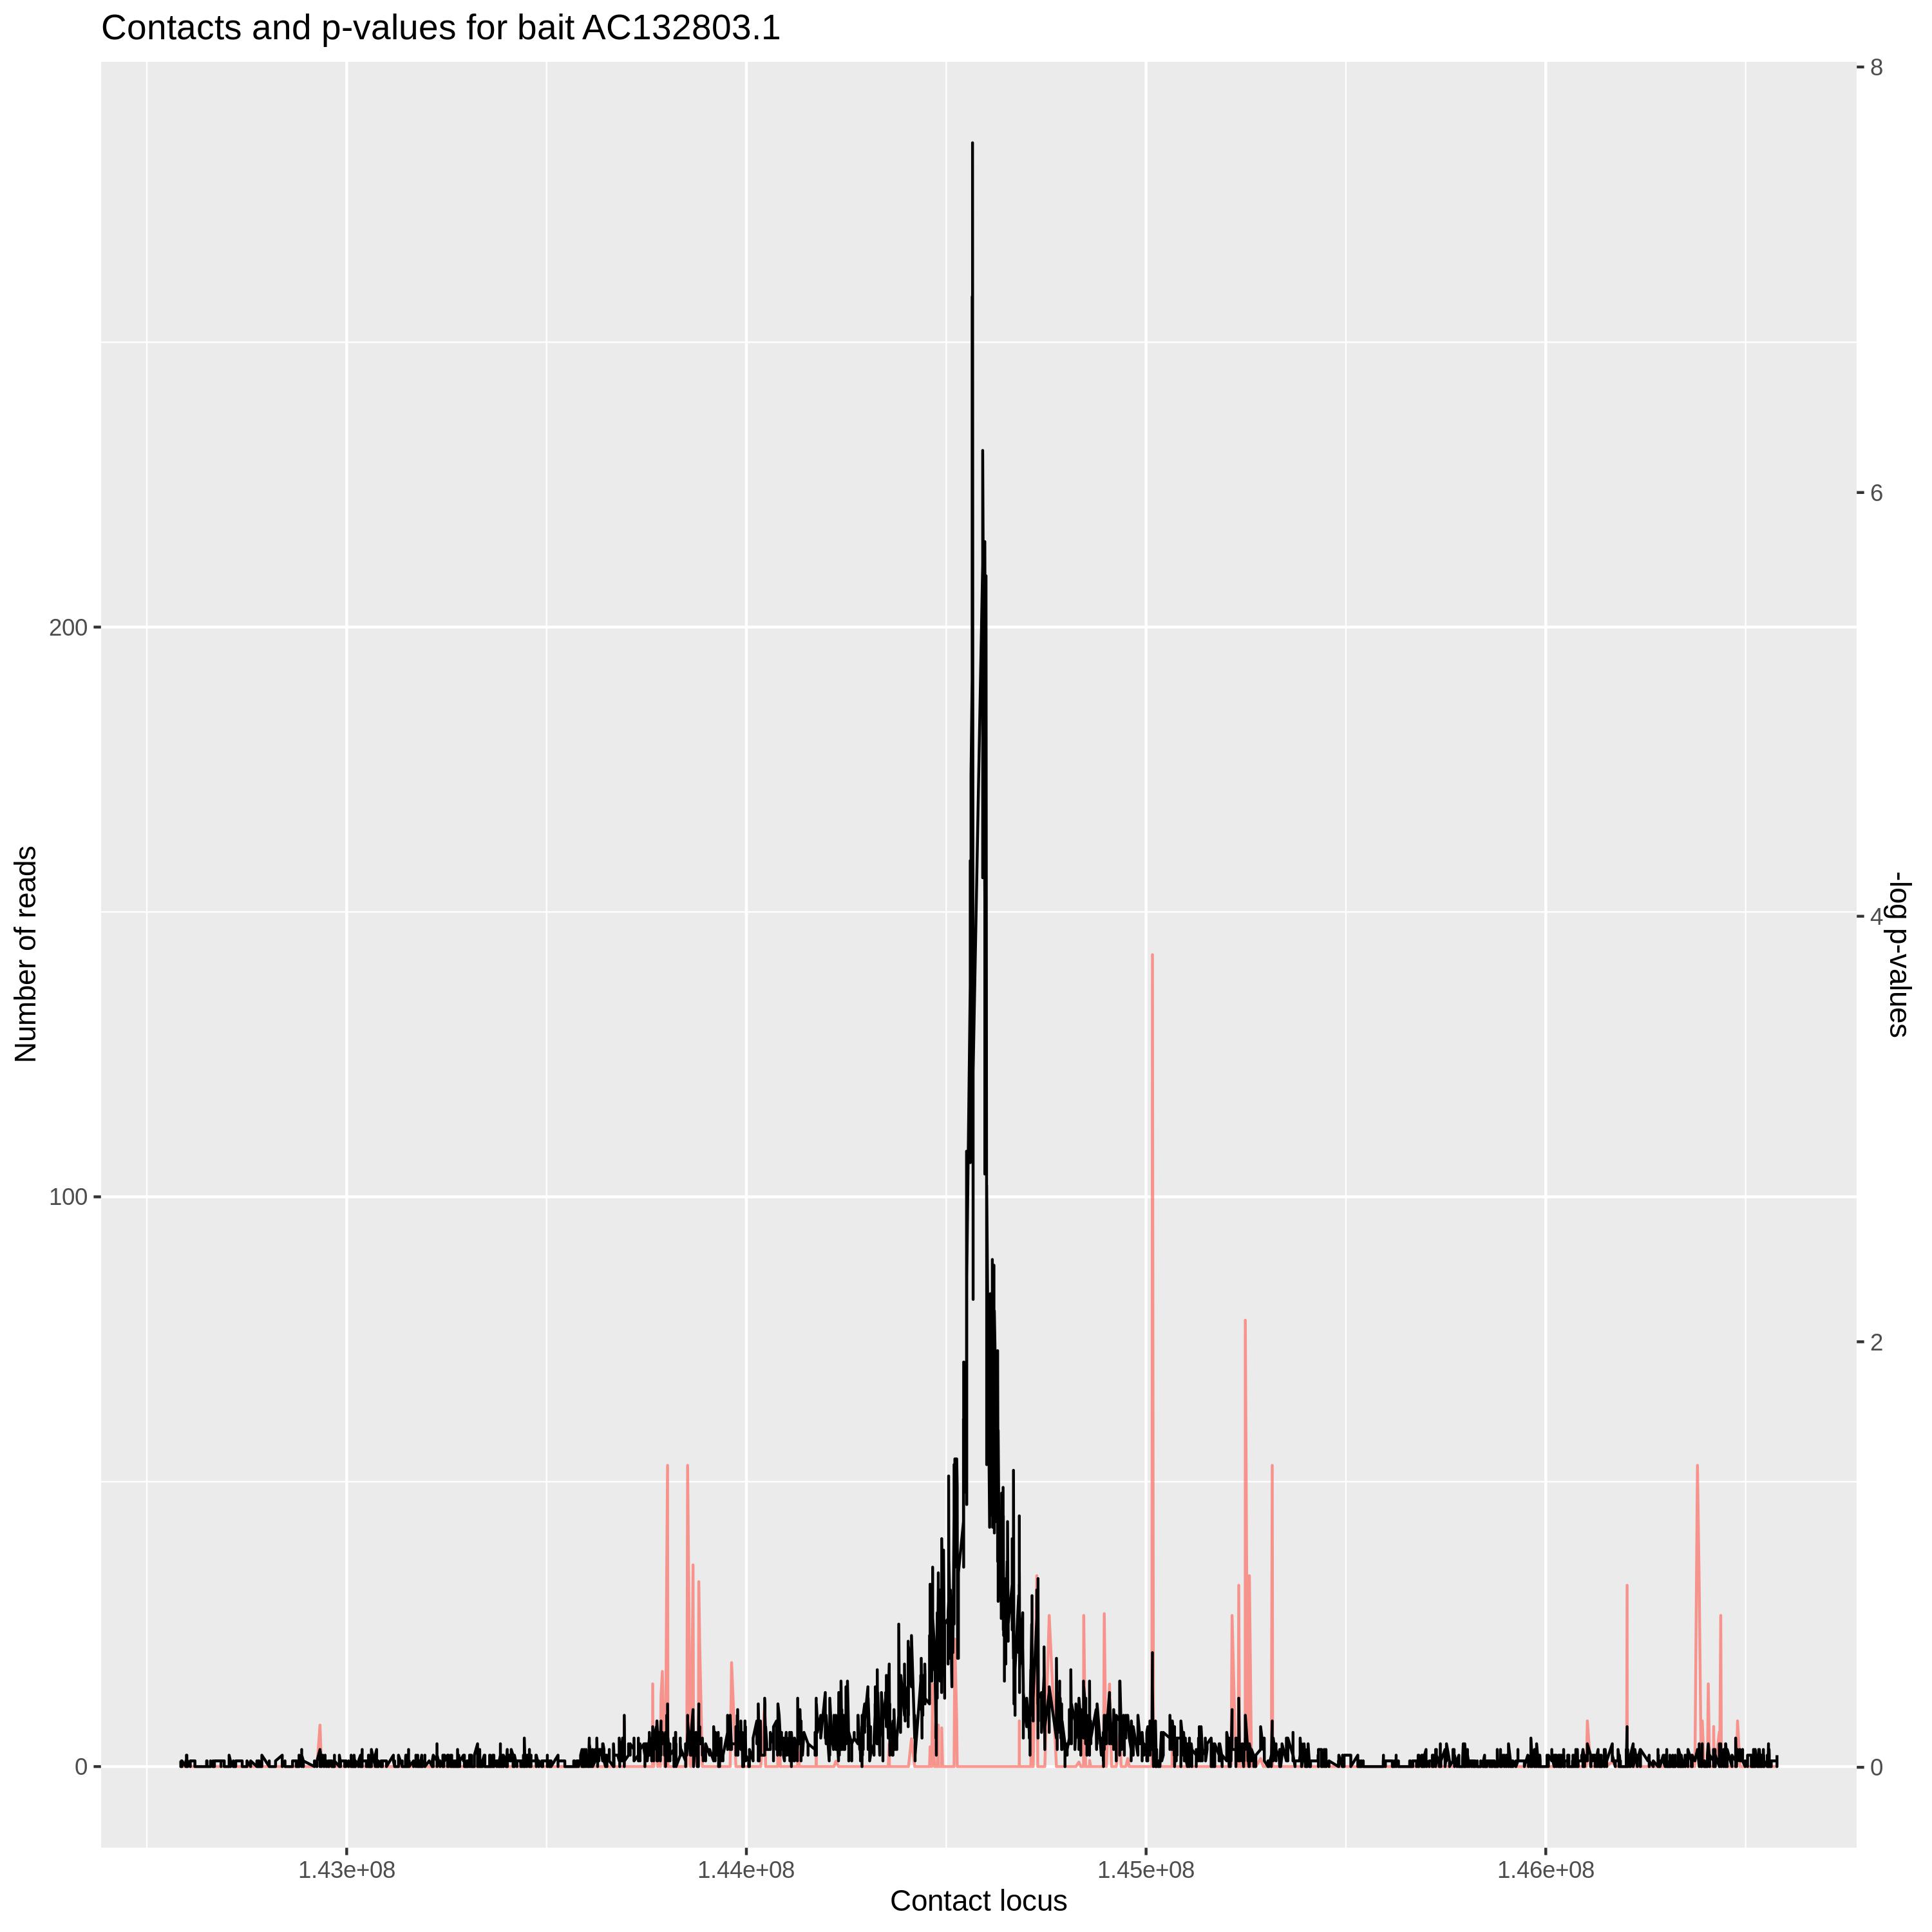 Contacts and p-values for bait AC132803.1
8
6
4
2
0
-log p-values
200
100
0
Number of reads
1.43e+08
1.44e+08
1.45e+08
1.46e+08
Contact locus